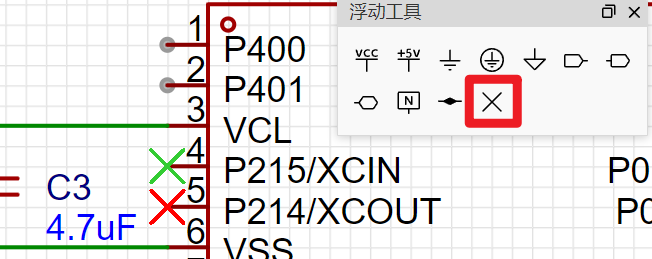 浮动工具
VCC +5V
N
1
P400
2
P401
3
VCL
4
P215/XCIN P0
5
C3
P214/XCOUT P0
4.7uF
6
VSS